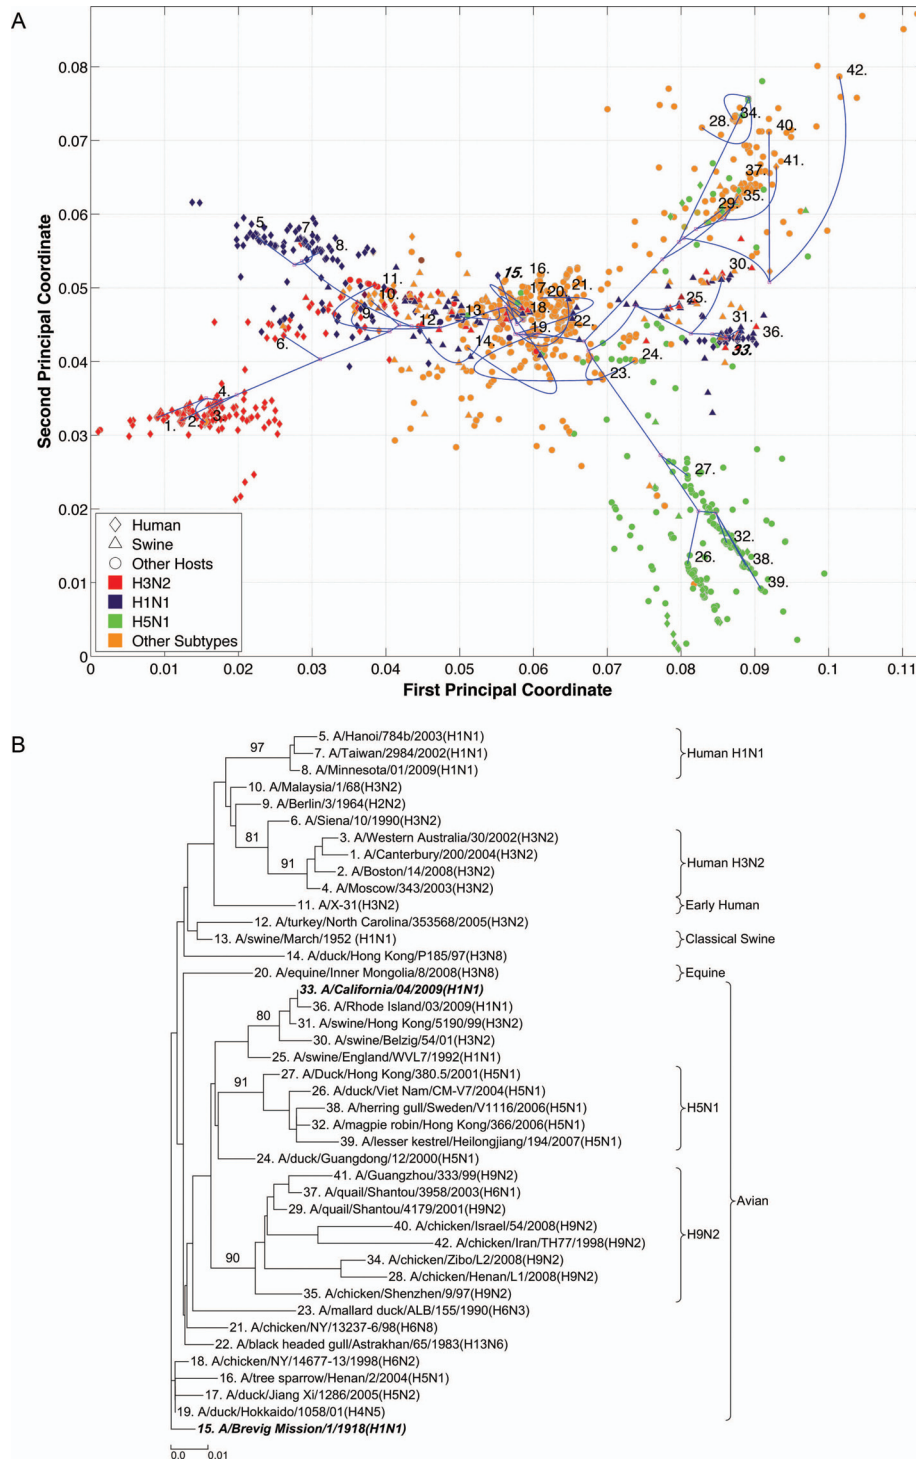 A
Second Principal Coordinate
0.08
0.07
0.06
0.05
0.04
0.03
0.02
0.01
0
0
0.01
0.02
0.03
0.04
0.05
0.06
0.07
0.08
0.09
0.1
0.11
First Principal Coordinate
42.
34.
28.
40.
41.
37.
35.
29.
5.
7.
8.
15.
16.
30.
11.
17.
20.
21.
10.
25.
9.
12.
13.
18.
22.
31.
36.
6.
14.
19.
24.
33.
23.
4.
1.
2.
3.
27.
32.
26.
38.
39.
Human
Swine
Other Hosts
H3N2
H1N1
H5N1
Other Subtypes
B
97
5. A/Hanoi/784b/2003(H1N1)
7. A/Taiwan/2984/2002(H1N1)
Human H1N1
8. A/Minnesota/01/2009(H1N1)
10. A/Malaysia/1/68(H3N2)
9. A/Berlin/3/1964(H2N2)
81
6. A/Siena/10/1990(H3N2)
3. A/Western Australia/30/2002(H3N2)
91
1. A/Canterbury/200/2004(H3N2)
Human H3N2
2. A/Boston/14/2008(H3N2)
4. A/Moscow/343/2003(H3N2)
11. A/X-31(H3N2)
Early Human
12. A/turkey/North Carolina/353568/2005(H3N2)
13. A/swine/March/1952 (H1N1)
Classical Swine
14. A/duck/Hong Kong/P185/97(H3N8)
20. A/equine/Inner Mongolia/8/2008(H3N8)
Equine
33. A/California/04/2009(H1N1)
80
36. A/Rhode Island/03/2009(H1N1)
31. A/swine/Hong Kong/5190/99(H3N2)
30. A/swine/Belzig/54/01(H3N2)
25. A/swine/England/WVL7/1992(H1N1)
91
27. A/Duck/Hong Kong/380.5/2001(H5N1)
26. A/duck/Viet Nam/CM-V7/2004(H5N1)
38. A/herring gull/Sweden/V1116/2006(H5N1)
H5N1
32. A/magpie robin/Hong Kong/366/2006(H5N1)
39. A/lesser kestrel/Heilongjiang/194/2007(H5N1)
24. A/duck/Guangdong/12/2000(H5N1)
41. A/Guangzhou/333/99(H9N2)
37. A/quail/Shantou/3958/2003(H6N1)
Avian
29. A/quail/Shantou/4179/2001(H9N2)
40. A/chicken/Israel/54/2008(H9N2)
H9N2
42. A/chicken/Iran/TH77/1998(H9N2)
90
34. A/chicken/Zibo/L2/2008(H9N2)
28. A/chicken/Henan/L1/2008(H9N2)
35. A/chicken/Shenzhen/9/97(H9N2)
23. A/mallard duck/ALB/155/1990(H6N3)
21. A/chicken/NY/13237-6/98(H6N8)
22. A/black headed gull/Astrakhan/65/1983(H13N6)
18. A/chicken/NY/14677-13/1998(H6N2)
16. A/tree sparrow/Henan/2/2004(H5N1)
17. A/duck/Jiang Xi/1286/2005(H5N2)
19. A/duck/Hokkaido/1058/01(H4N5)
15. A/Brevig Mission/1/1918(H1N1)
0.0
0.01